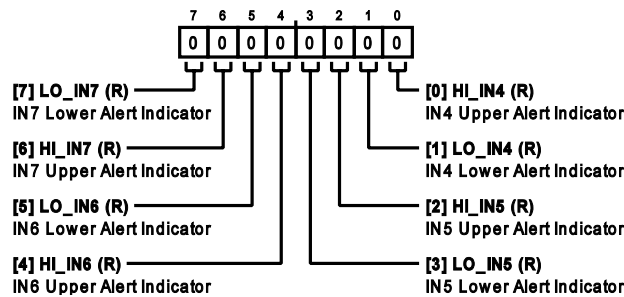 7 6 5 4 3 2 1 0
0 0 0 0 0 0 0 0
[7] LO_IN7 (R)
IN7 Lower Alert Indicator
[6] HI_IN7 (R)
IN7 Upper Alert Indicator
[5] LO_IN6 (R)
IN6 Lower Alert Indicator
[4] HI_IN6 (R)
IN6 Upper Alert Indicator
[0] HI_IN4 (R)
IN4 Upper Alert Indicator
[1] LO_IN4 (R)
IN4 Lower Alert Indicator
[2] HI_IN5 (R)
IN5 Upper Alert Indicator
[3] LO_IN5 (R)
IN5 Lower Alert Indicator